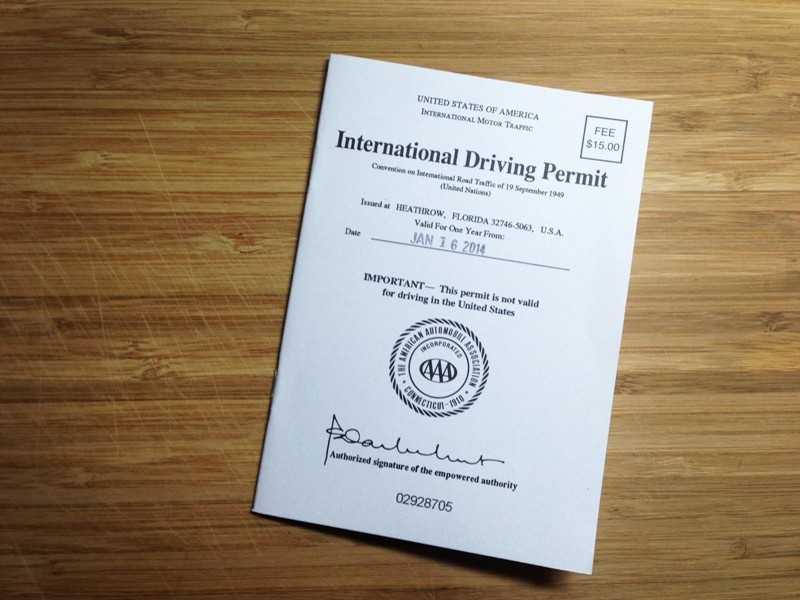 UNITED STATES OF AMERICA
INTERNATIONAL MOTOR TRAFFIC
FEE
$15.00
International Driving Permit
Convention on International Road Traffic of 19 September 1949
(United Nations)
Issued at HEATHROW, FLORIDA 32746-5063, U.S.A.
Valid For One Year From:
Date JAN 16 2014
IMPORTANT— This permit is not valid
for driving in the United States
THE AMERICAN AUTOMOBILE ASSOCIATION
INCORPORATED
AAA
CONNECTICUT - 1910
Authorized signature of the empowered authority
02928705